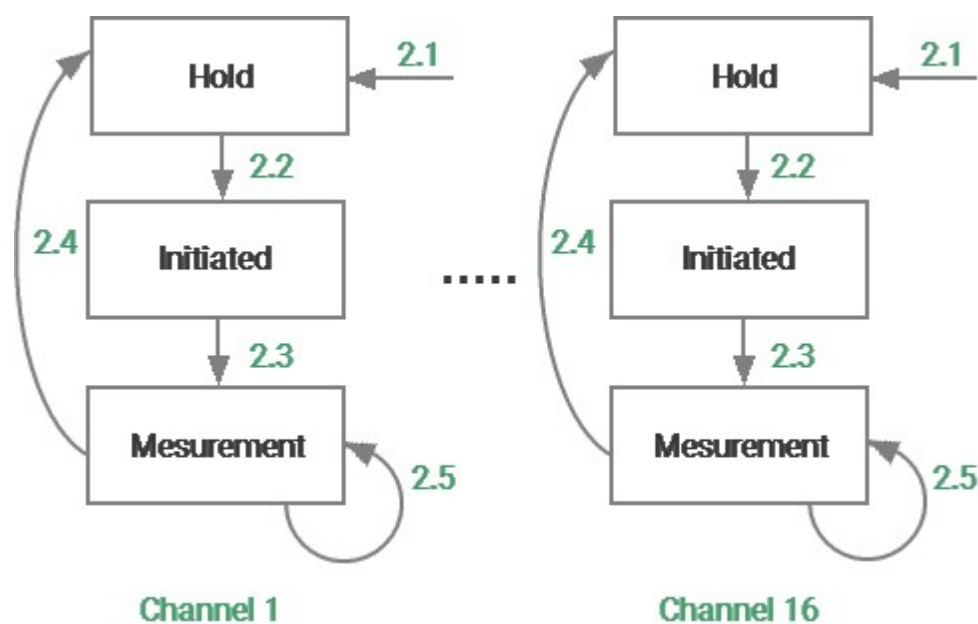 Hold
2.1
2.2
Initiated
2.4
2.3
Mesurement
2.5
Channel 1
.....
Hold
2.1
2.2
Initiated
2.4
2.3
Mesurement
2.5
Channel 16